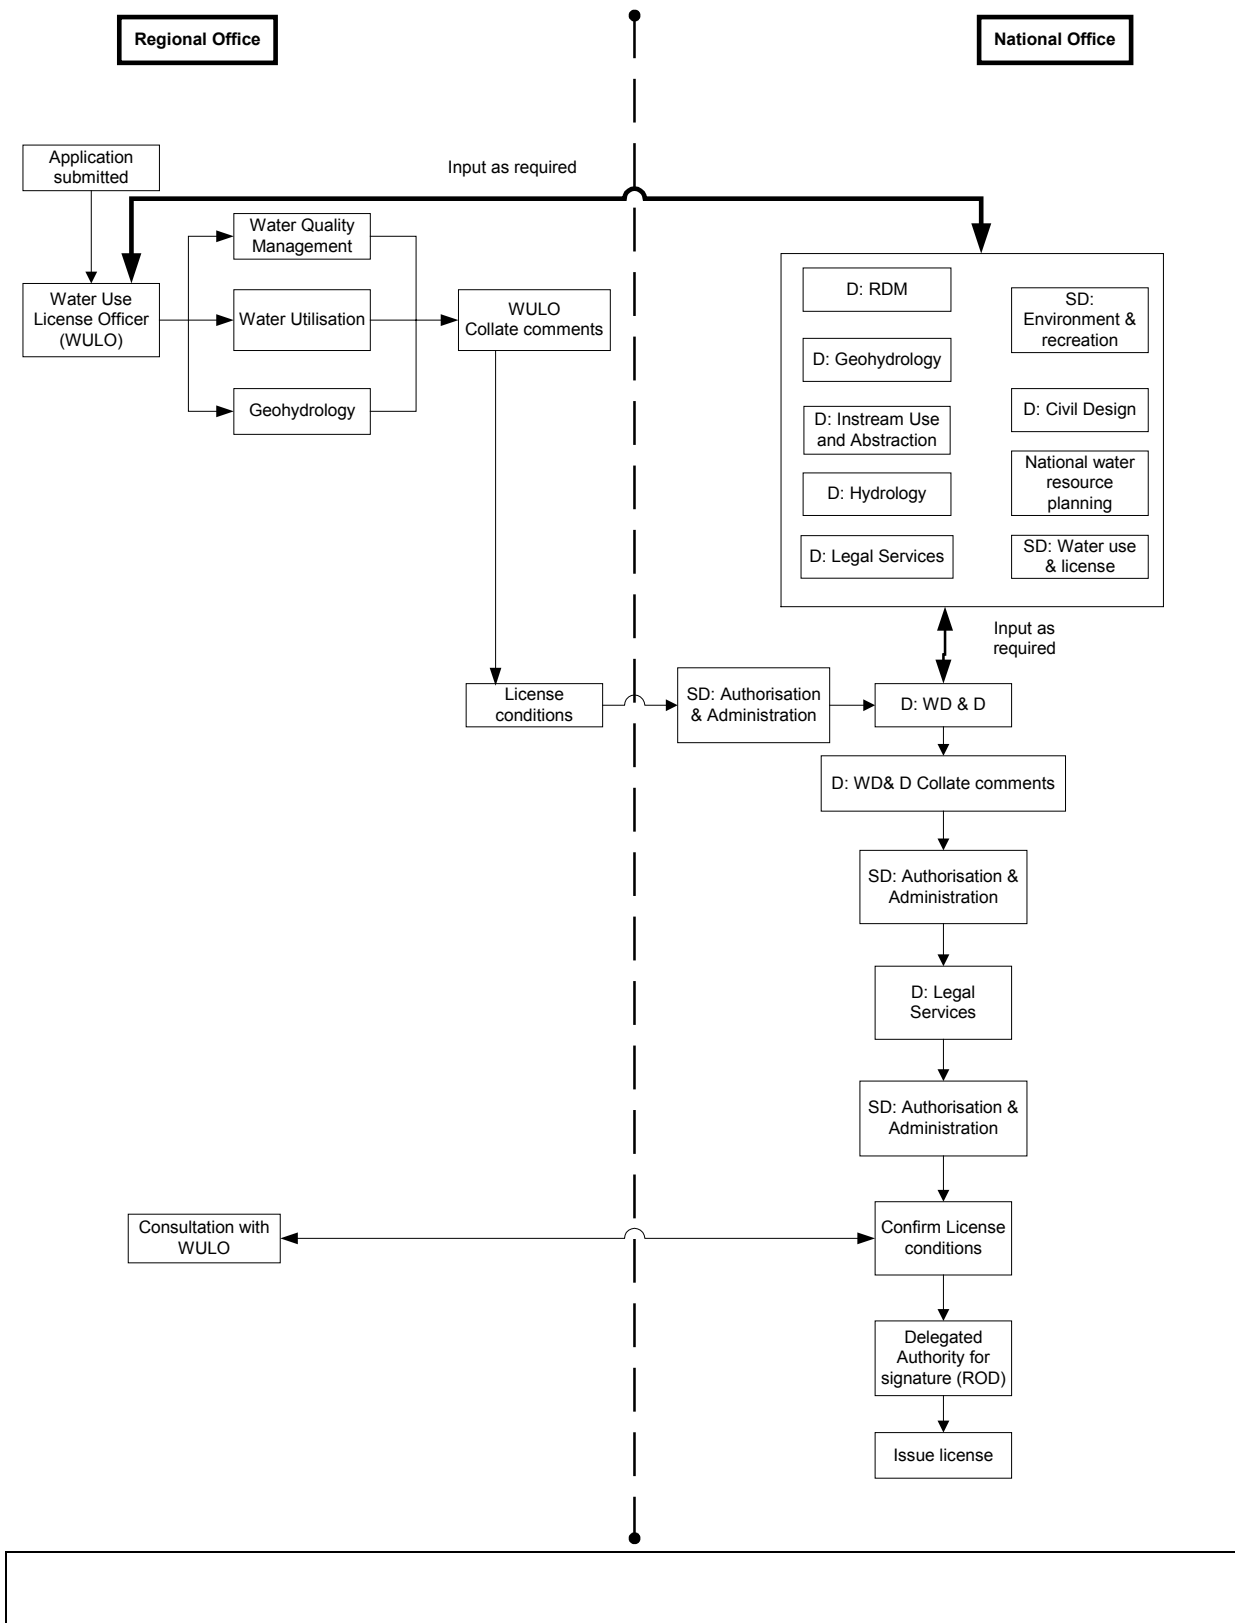 Regional Office
National Office
Application
submitted
Input as required
Water Quality
Management
Water Use
License Officer
(WULO)
Water Utilisation
WULO
Collate comments
Geohydrology
D: RDM
SD:
Environment &
recreation
D: Geohydrology
D: Instream Use
and Abstraction
D: Civil Design
D: Hydrology
National water
resource
planning
D: Legal Services
SD: Water use
& license
Input as
required
License
conditions
SD: Authorisation
& Administration
D: WD & D
D: WD& D Collate comments
SD: Authorisation &
Administration
D: Legal
Services
SD: Authorisation &
Administration
Consultation with
WULO
Confirm License
conditions
Delegated
Authority for
signature (ROD)
Issue license